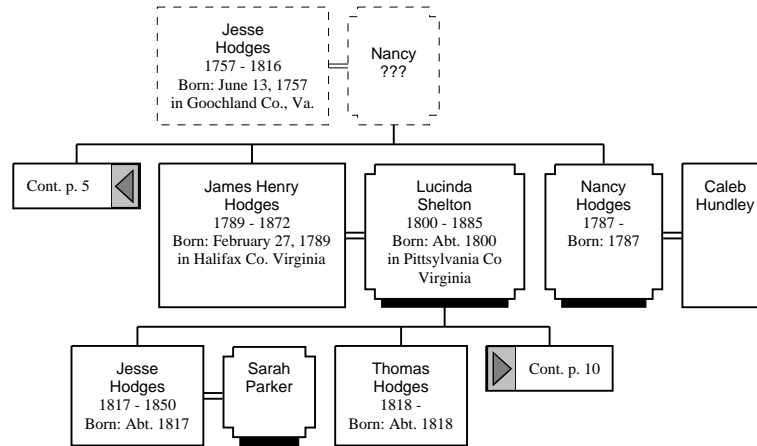 Jesse
Hodges
1757 - 1816
Born: June 13, 1757
in Goochland Co., Va.
Nancy
???
Cont. p. 5
James Henry
Hodges
1789 - 1872
Born: February 27, 1789
in Halifax Co. Virginia
Lucinda
Shelton
1800 - 1885
Born: Abt. 1800
in Pittsylvania Co
Virginia
Nancy
Hodges
1787 -
Born: 1787
Caleb
Hundley
Jesse
Hodges
1817 - 1850
Born: Abt. 1817
Sarah
Parker
Thomas
Hodges
1818 -
Born: Abt. 1818
Cont. p. 10